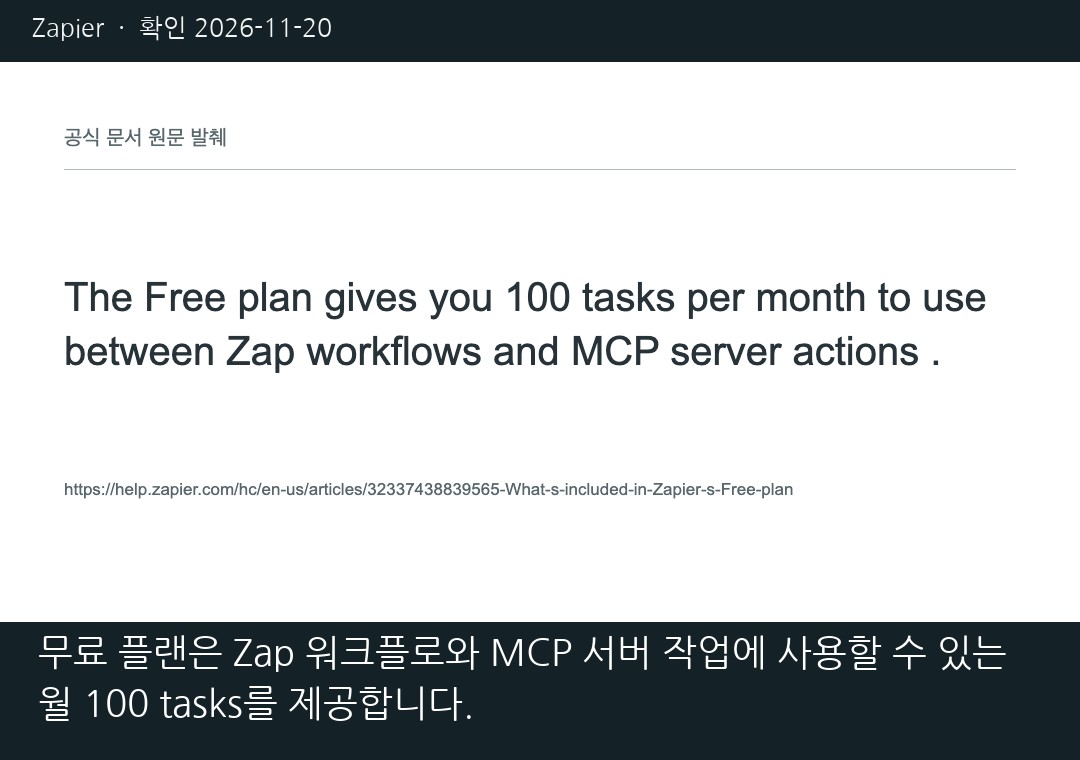 Zapier · 확인 2026-11-20
공식 문서 원문 발췌
The Free plan gives you 100 tasks per month to use
between Zap workflows and MCP server actions .
https://help.zapier.com/hc/en-us/articles/32337438839565-What-s-included-in-Zapier-s-Free-plan
무료 플랜은 Zap 워크플로와 MCP 서버 작업에 사용할 수 있는
월 100 tasks를 제공합니다.